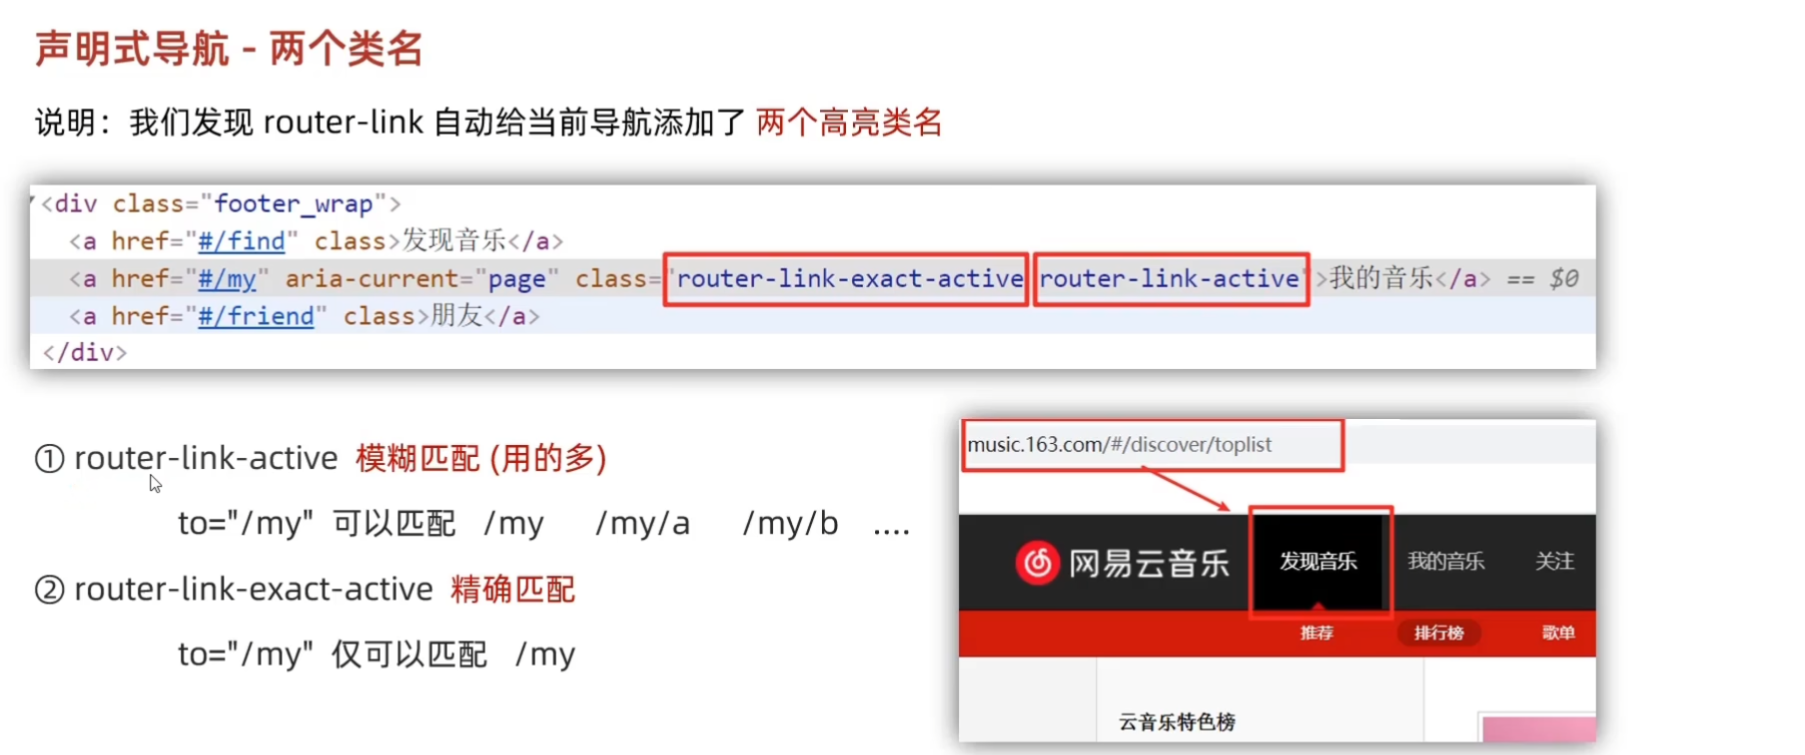 声明式导航 - 两个类名
说明：我们发现 router-link 自动给当前导航添加了 两个高亮类名
<div class="footer_wrap">
<a href="#/find" class>发现音乐</a>
<a href="#/my" aria-current="page" class="router-link-exact-active router-link-active">我的音乐</a> == $0
<a href="#/friend" class>朋友</a>
</div>
① router-link-active 模糊匹配 (用的多)
to="/my" 可以匹配 /my /my/a /my/b ....
② router-link-exact-active 精确匹配
to="/my" 仅可以匹配 /my
music.163.com/#/discover/toplist
网易云音乐 发现音乐 我的音乐 关注
推荐 排行榜 歌单
云音乐特色榜